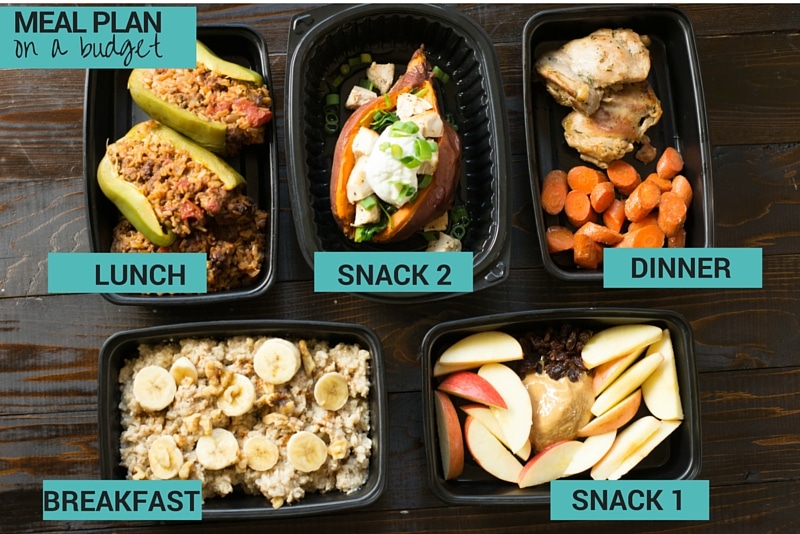 MEAL PLAN
on a budget
LUNCH
SNACK 2
DINNER
BREAKFAST
SNACK 1